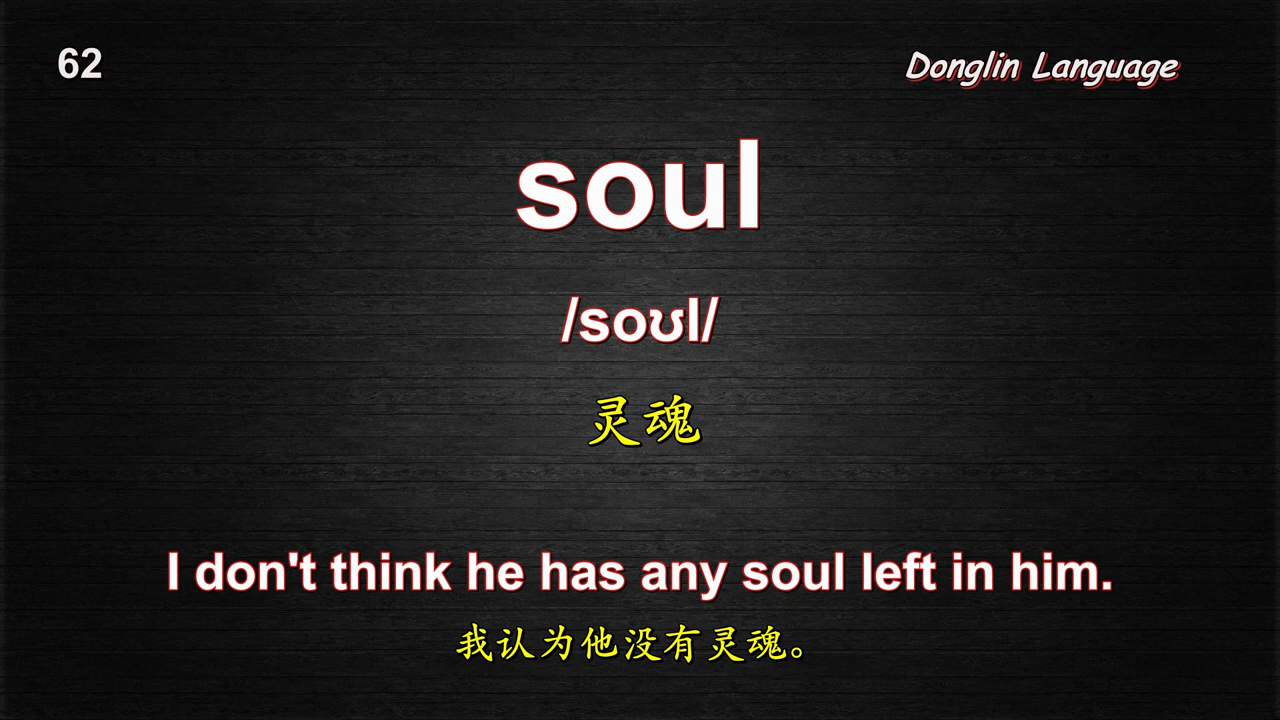 62
Donglin Language
soul
/soʊl/
灵魂
I don't think he has any soul left in him.
我认为他没有灵魂。